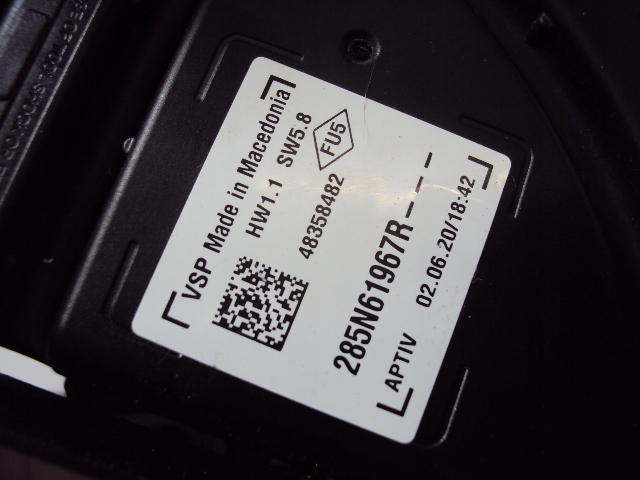 VSP Made in Macedonia
HW1.1 SW5.8
FU5
48358482
285N61967R----
APTIV 02.06.20/18:42